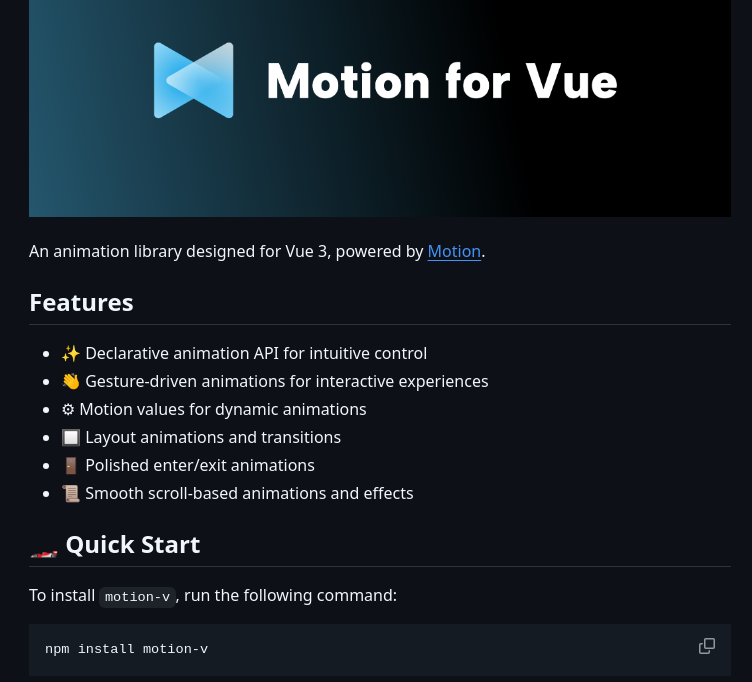 Motion for Vue
An animation library designed for Vue 3, powered by Motion.
Features
✨ Declarative animation API for intuitive control
👋 Gesture-driven animations for interactive experiences
⚙ Motion values for dynamic animations
🔲 Layout animations and transitions
🚪 Polished enter/exit animations
📜 Smooth scroll-based animations and effects
🏎️ Quick Start
To install motion-v, run the following command:
npm install motion-v